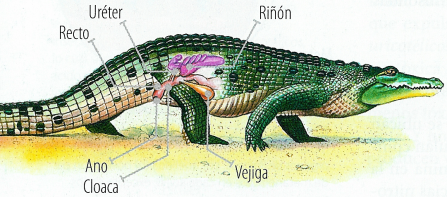 Uréter
Riñón
Recto
Ano
Cloaca
Vejiga